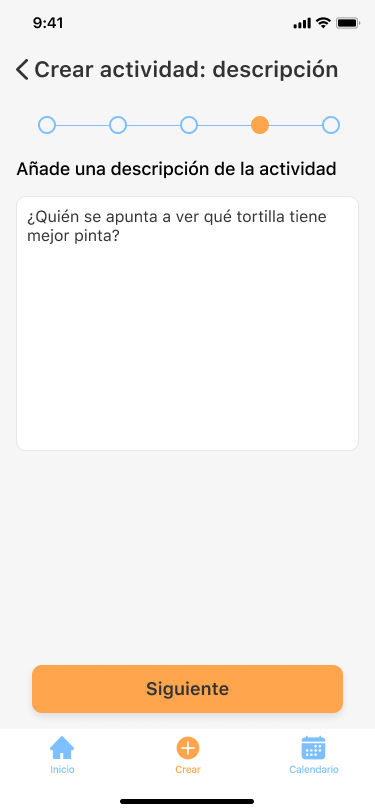 9:41
Crear actividad: descripción
Añade una descripción de la actividad
¿Quién se apunta a ver qué tortilla tiene
mejor pinta?
Siguiente
Inicio
Crear
Calendario